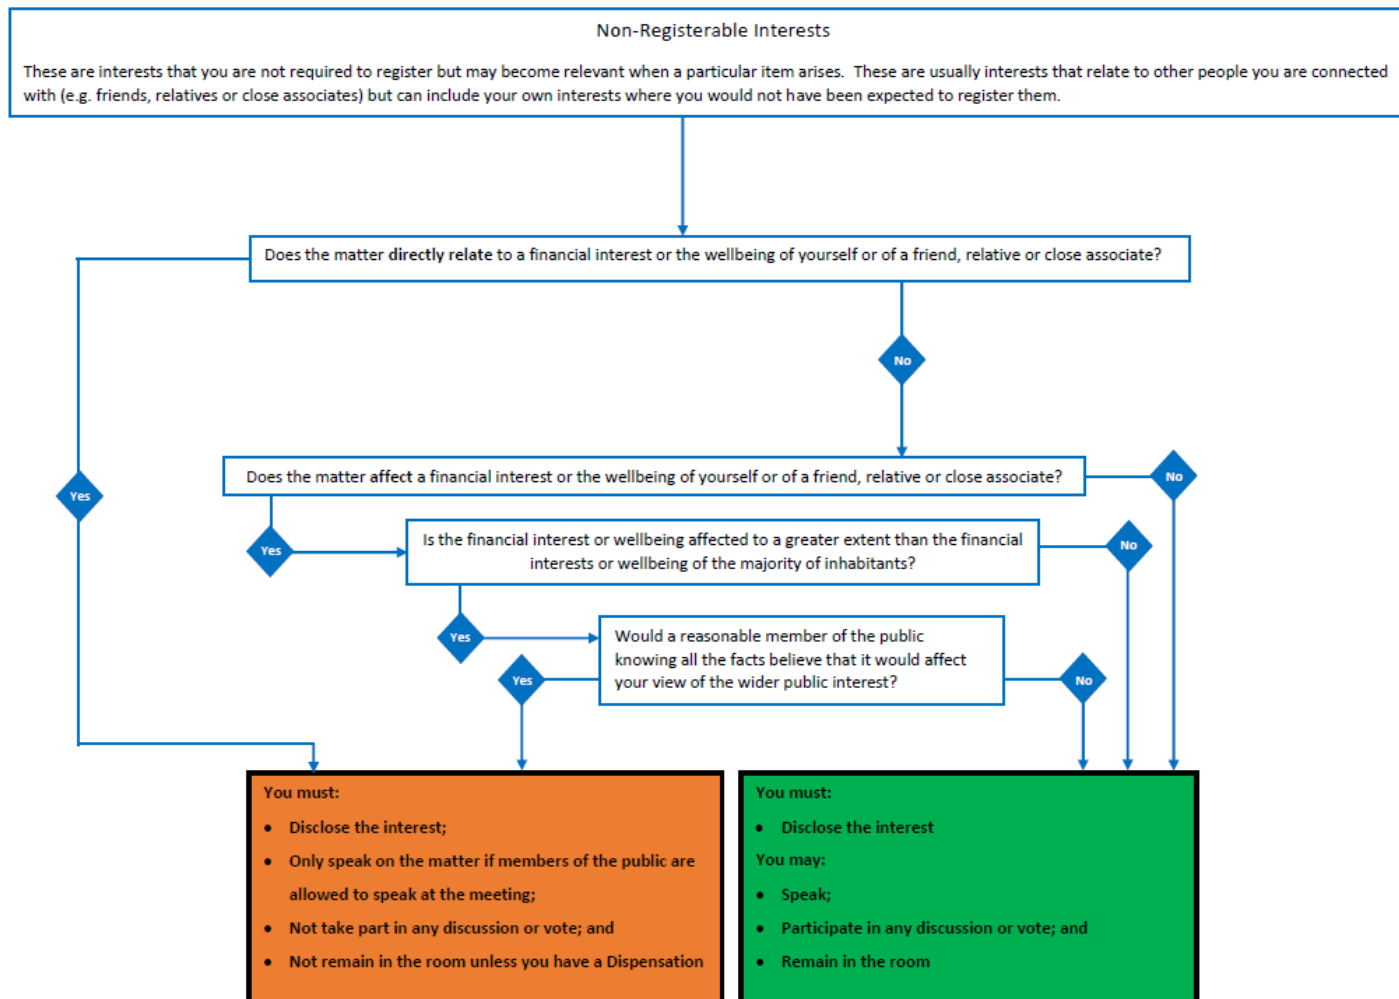 Non-Registerable Interests
These are interests that you are not required to register but may become relevant when a particular item arises.  These are usually interests that relate to other people you are connected
with (e.g. friends, relatives or close associates) but can include your own interests where you would not have been expected to register them.
Does the matter directly relate to a financial interest or the wellbeing of yourself or of a friend, relative or close associate?
No
Yes
Does the matter affect a financial interest or the wellbeing of yourself or of a friend, relative or close associate?
No
Yes
Is the financial interest or wellbeing affected to a greater extent than the financial
interests or wellbeing of the majority of inhabitants?
No
Yes
Would a reasonable member of the public
knowing all the facts believe that it would affect
your view of the wider public interest?
Yes
No
You must:
• Disclose the interest;
• Only speak on the matter if members of the public are
allowed to speak at the meeting;
• Not take part in any discussion or vote; and
• Not remain in the room unless you have a Dispensation
You must:
• Disclose the interest
You may:
• Speak;
• Participate in any discussion or vote; and
• Remain in the room